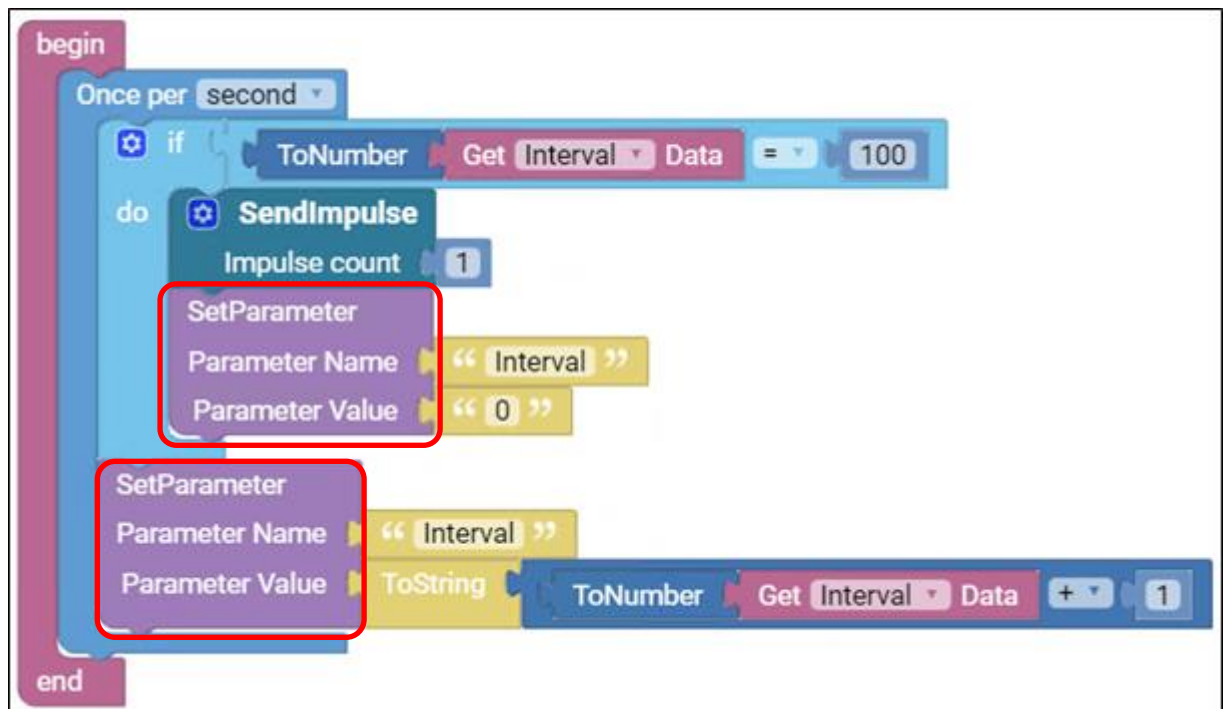 begin
Once per second
if ToNumber Get Interval Data = 100
do SendImpulse
Impulse count 1
SetParameter
Parameter Name “ Interval ”
Parameter Value “ 0 ”
SetParameter
Parameter Name “ Interval ”
Parameter Value ToString ToNumber Get Interval Data + 1
end